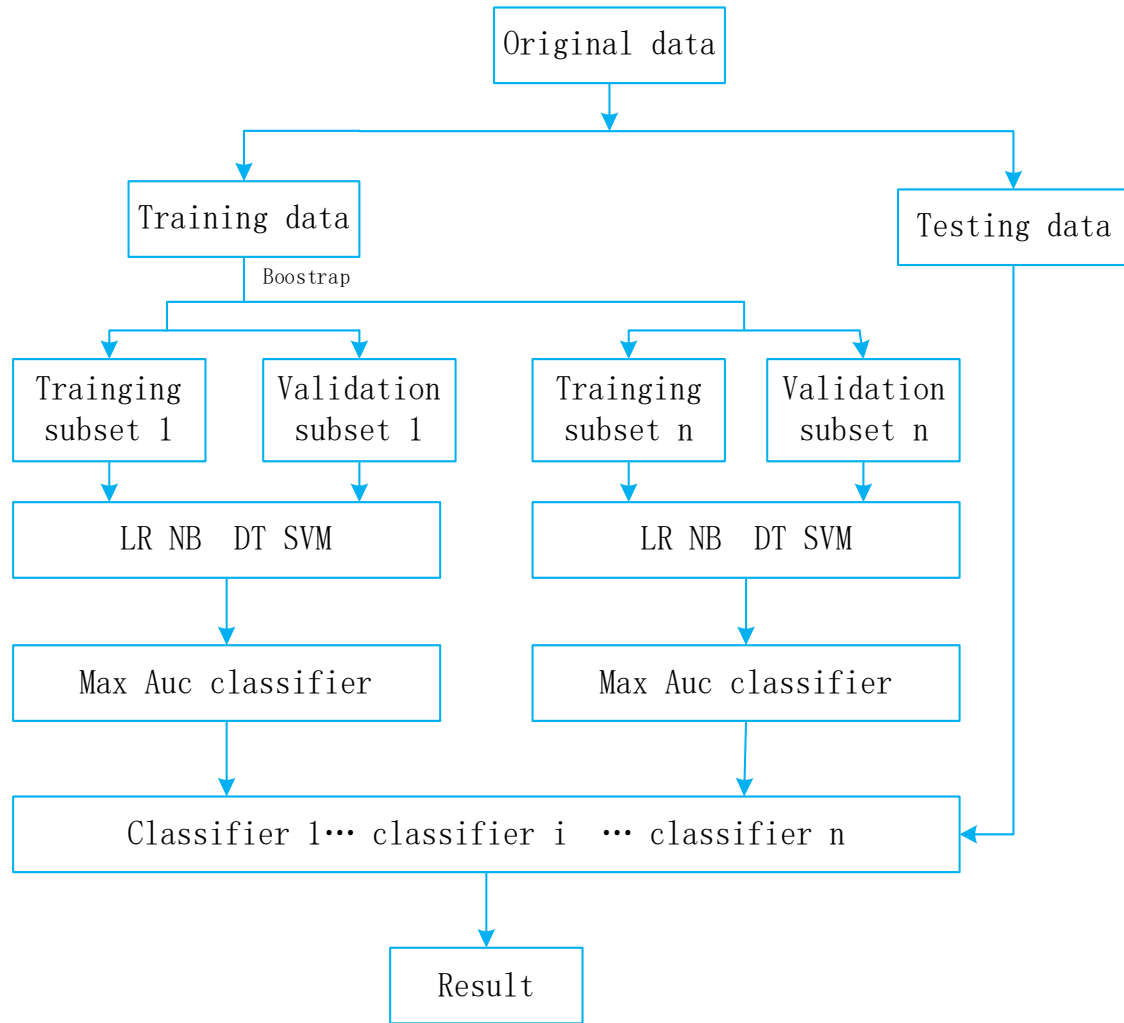 Original data
Training data
Testing data
Boostrap
Trainging
subset 1
Validation
subset 1
Trainging
subset n
Validation
subset n
LR NB  DT SVM
LR NB  DT SVM
Max Auc classifier
Max Auc classifier
Classifier 1… classifier i  … classifier n
Result